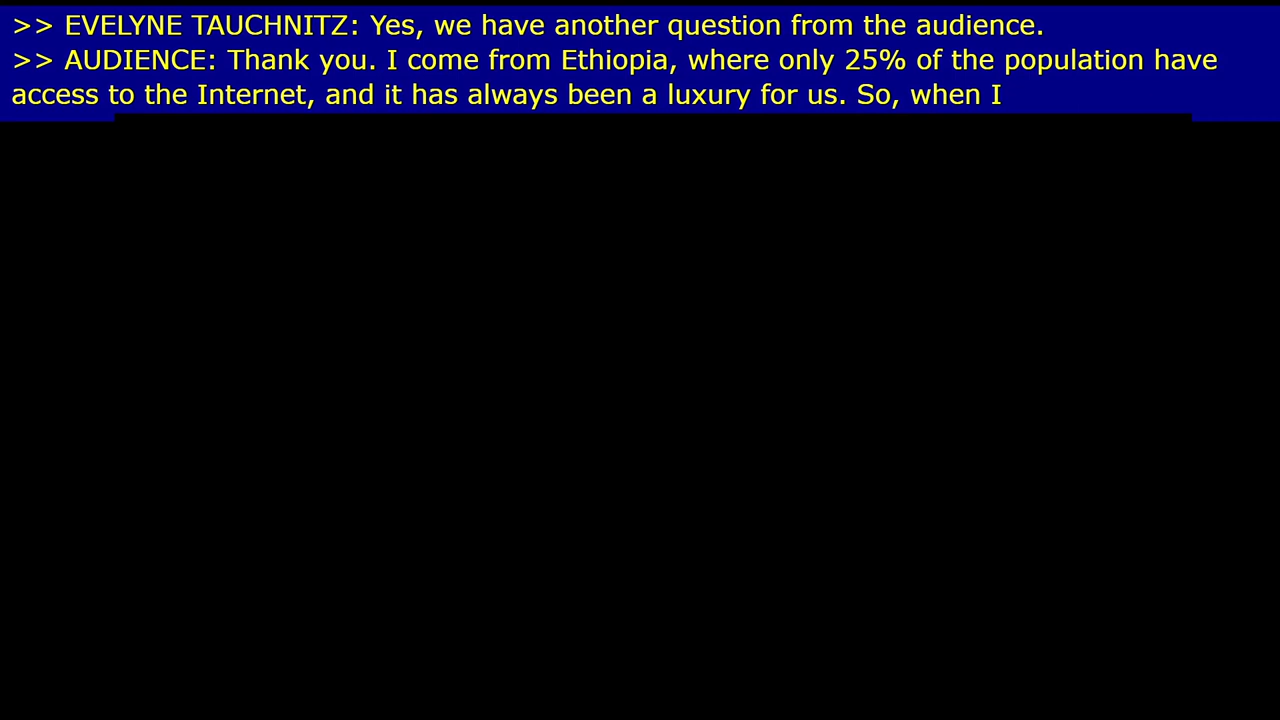 >> EVELYNE TAUCHNITZ: Yes, we have another question from the audience.
>> AUDIENCE: Thank you. I come from Ethiopia, where only 25% of the population have
access to the Internet, and it has always been a luxury for us. So, when I